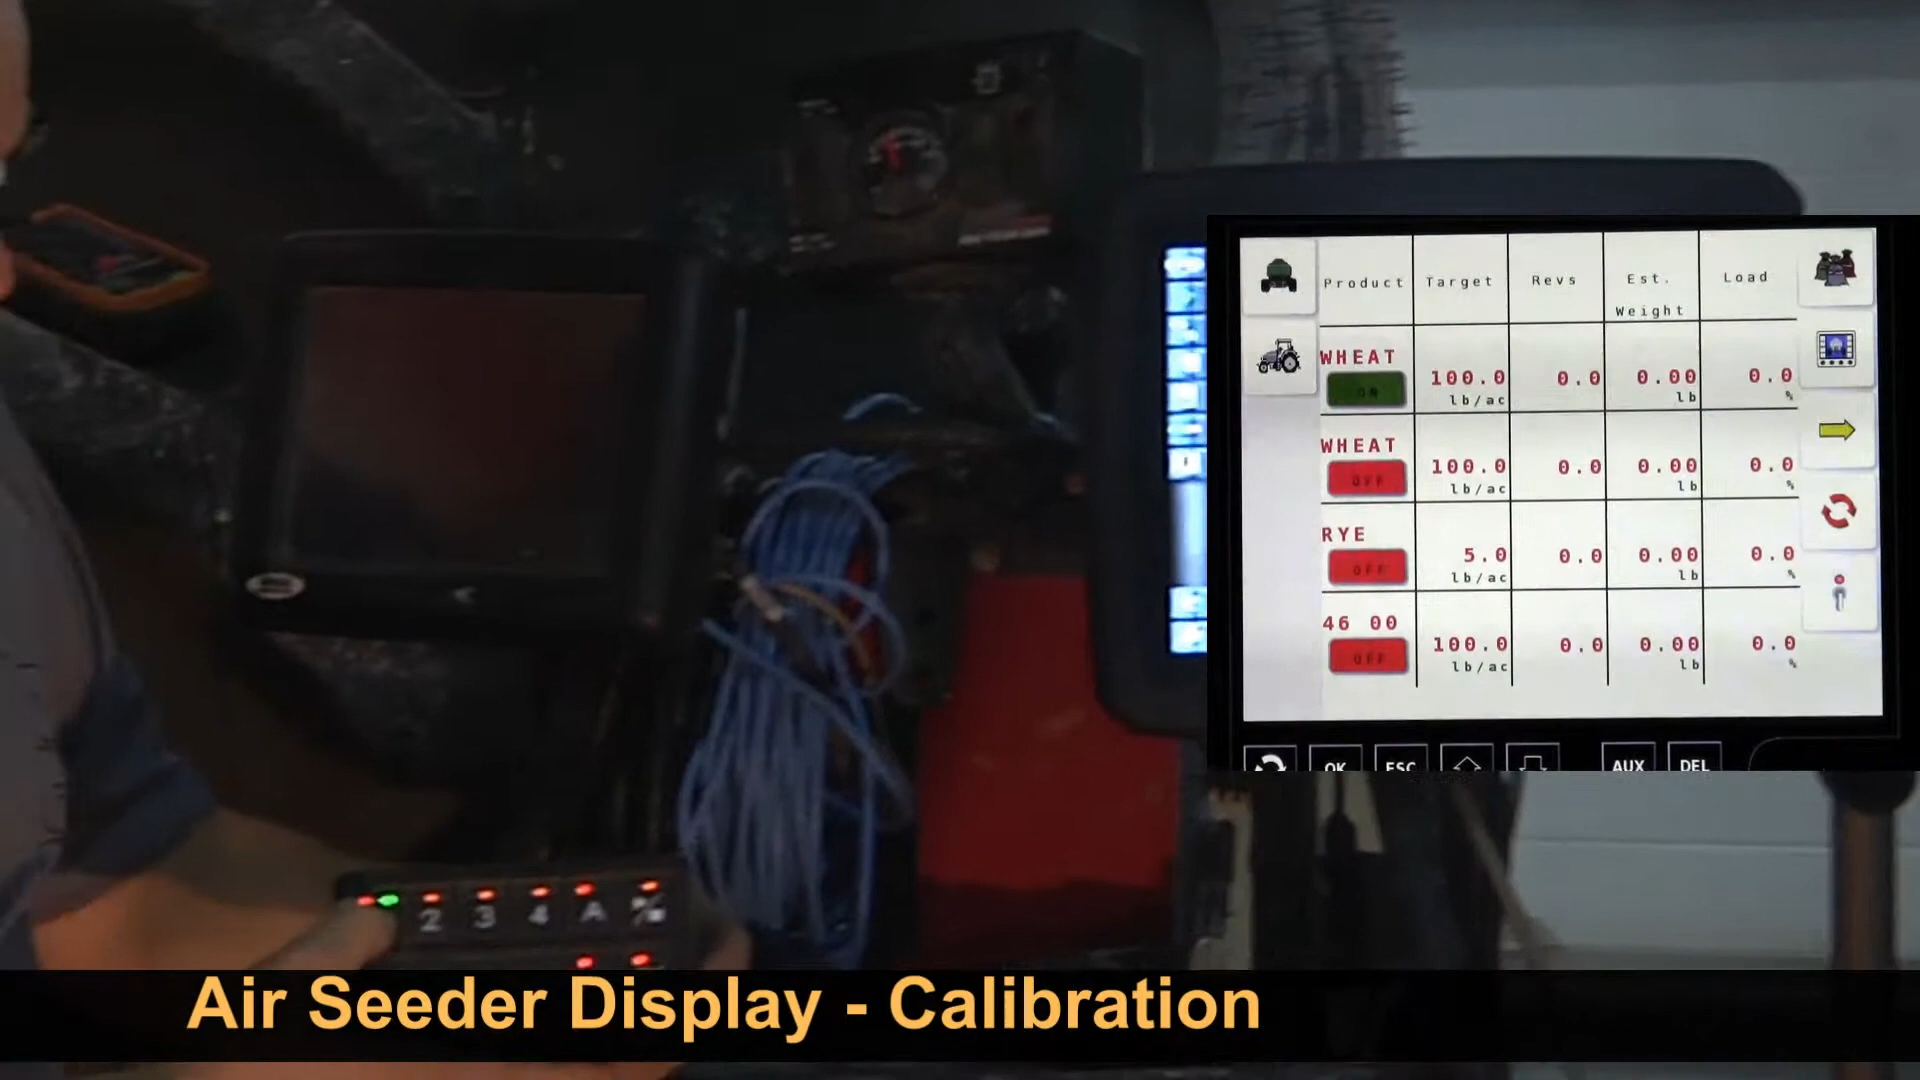 Product Target Revs Est. Weight Load
WHEAT 100.0 0.0 0.00 0.0
ON lb/ac lb %
WHEAT 100.0 0.0 0.00 0.0
OFF lb/ac lb %
RYE 5.0 0.0 0.00 0.0
OFF lb/ac lb %
46 00 100.0 0.0 0.00 0.0
OFF lb/ac lb %
OK ESC AUX DEL
2 3 4 A
Air Seeder Display - Calibration